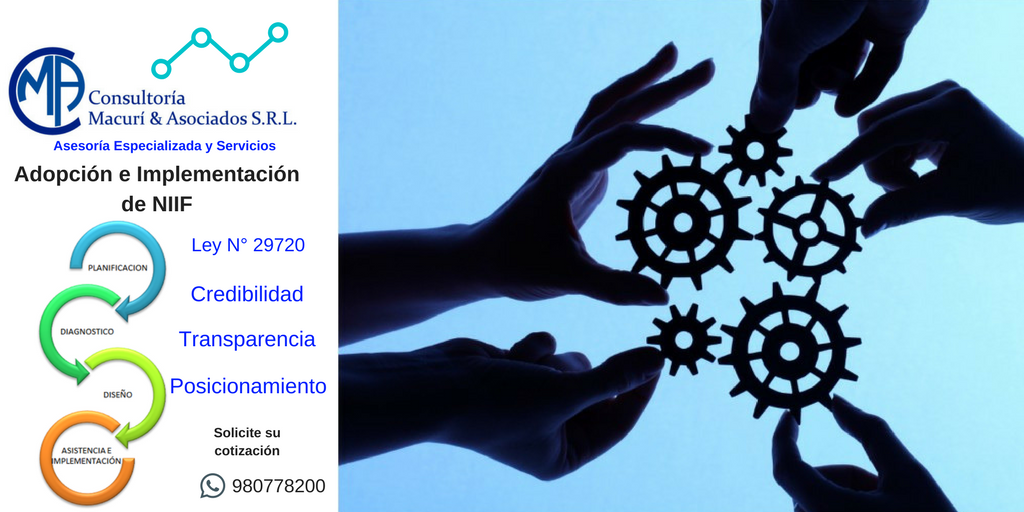 CMA
Consultoría
Macurí & Asociados S.R.L.
Asesoría Especializada y Servicios
Adopción e Implementación
de NIIF
PLANIFICACION
DIAGNOSTICO
DISEÑO
ASISTENCIA E
IMPLEMENTACIÓN
Ley N° 29720
Credibilidad
Transparencia
Posicionamiento
Solicite su
cotización
980778200